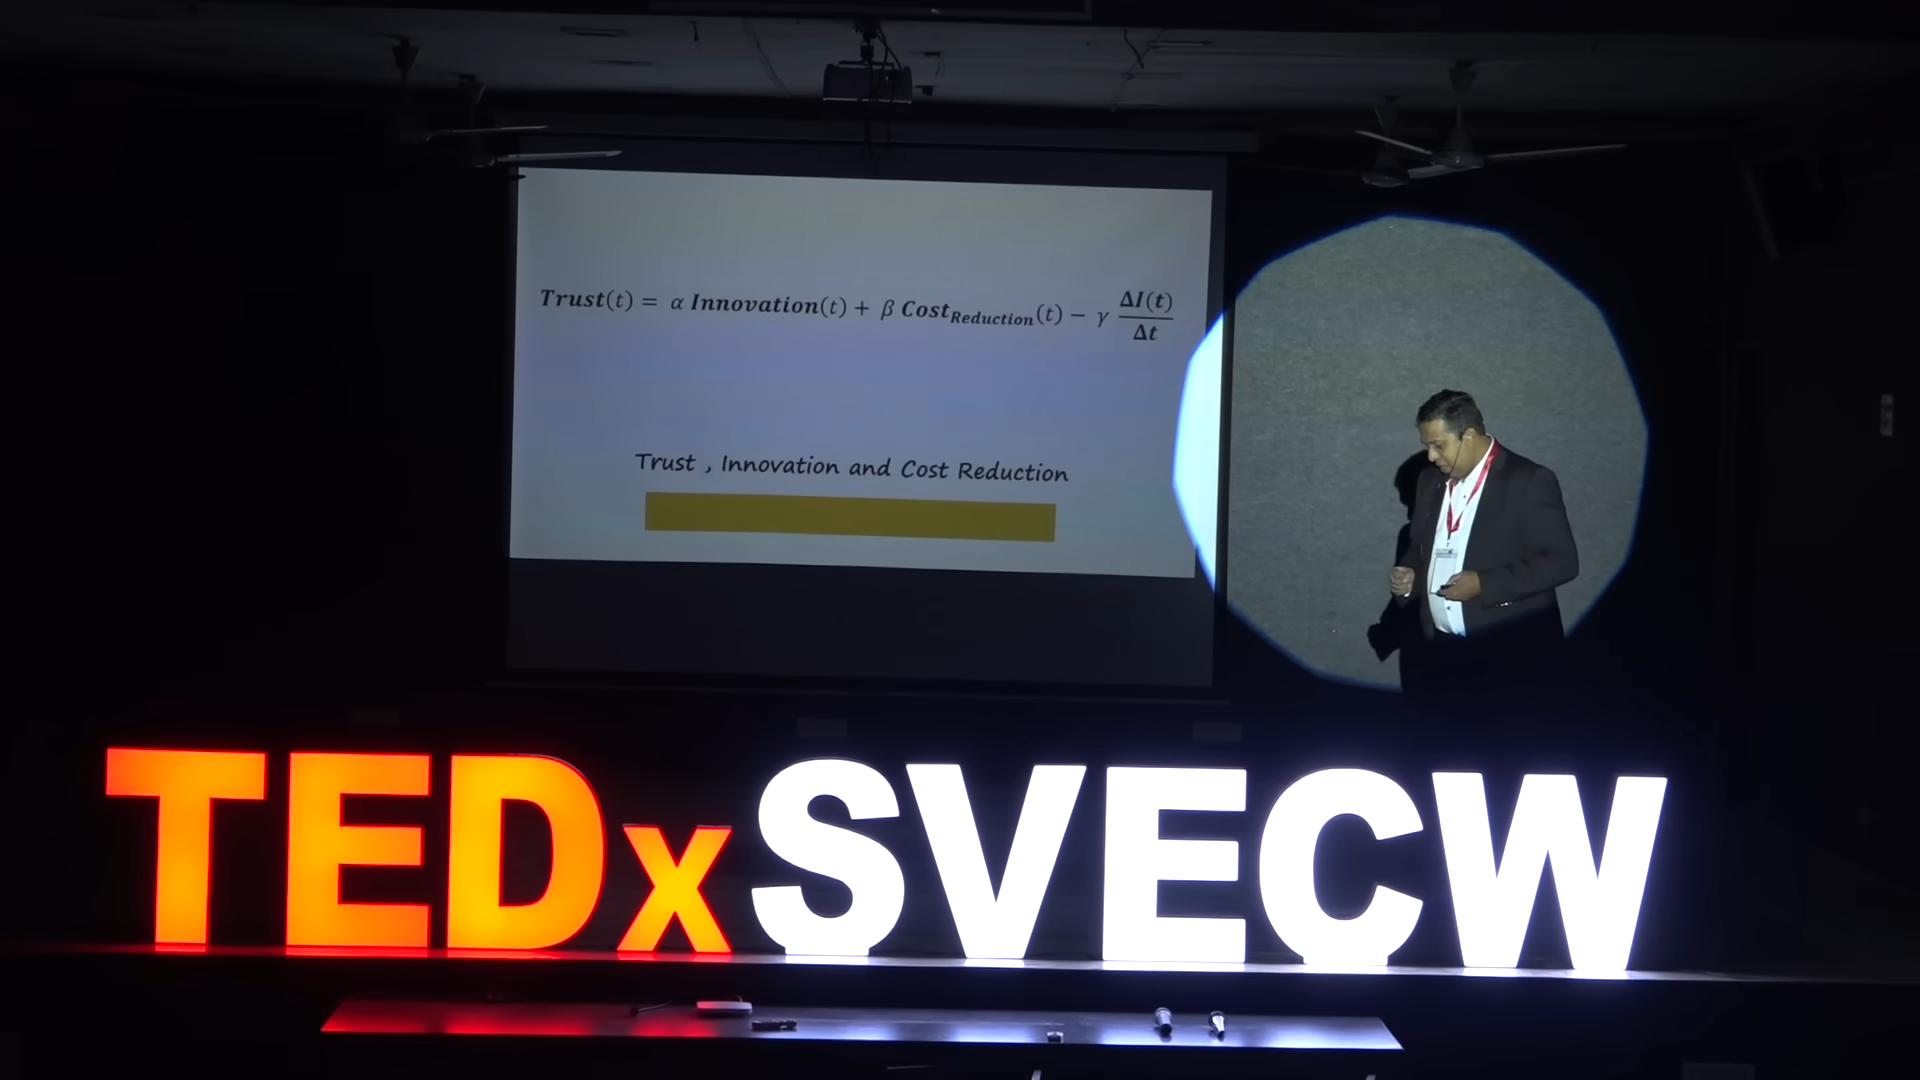 Trust(t) = α Innovation(t) + β Cost_Reduction(t) − γ ΔI(t)/Δt
Trust , Innovation and Cost Reduction
TEDxSVECW